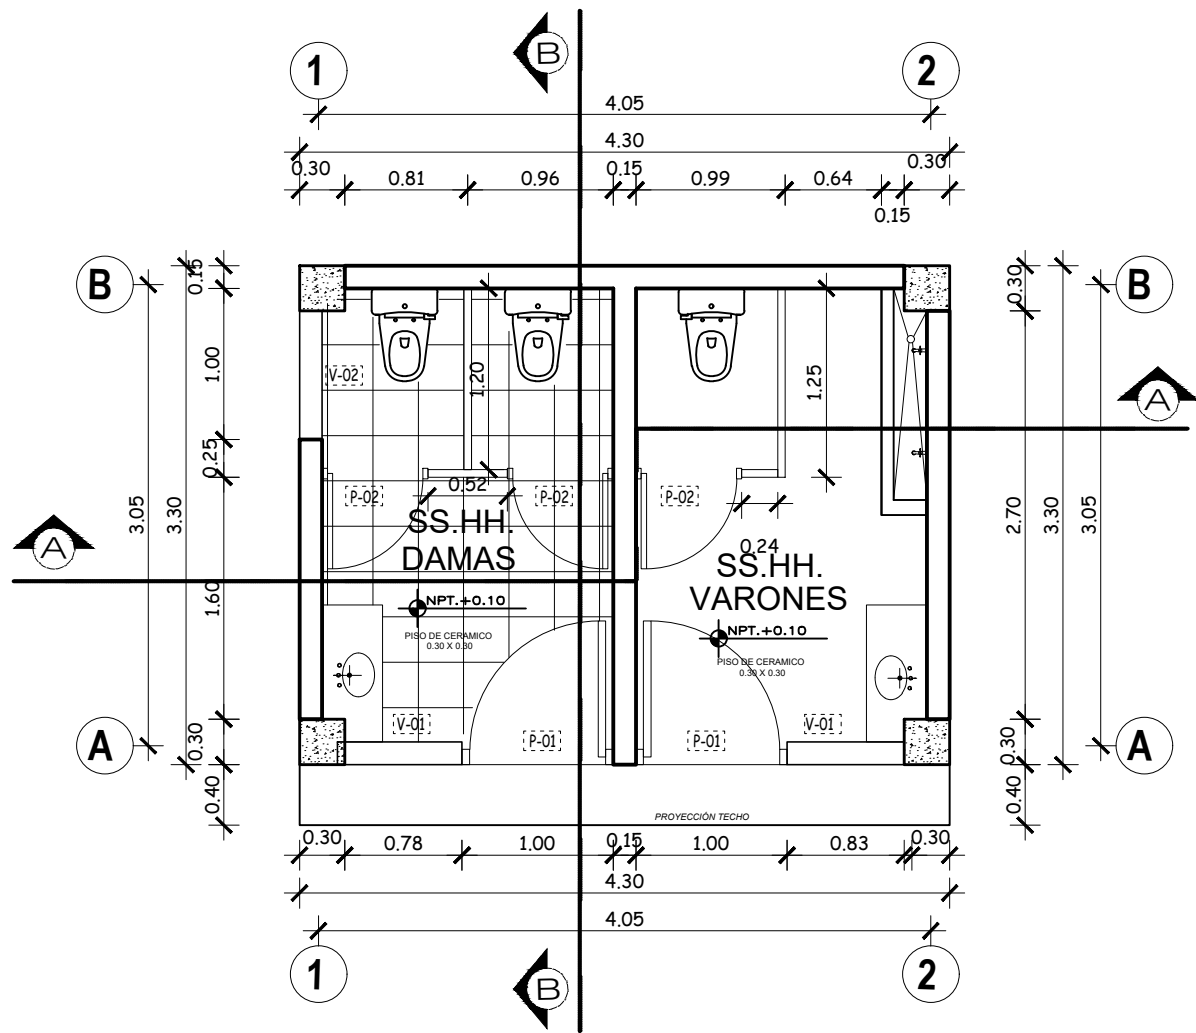 1
B
2
4.05
4.30
0.30
0.81
0.96
0.15
0.99
0.64
0.15
0.30
B
B
0.15
1.00
0.25
3.05
3.30
1.60
0.30
0.40
A
A
1.20
1.25
V-02
P-02
P-02
P-02
0.52
0.24
SS.HH.
DAMAS
SS.HH.
VARONES
NPT.+0.10
NPT.+0.10
PISO DE CERAMICO
0.30 X 0.30
PISO DE CERAMICO
0.30 X 0.30
V-01
P-01
P-01
V-01
0.30
2.70
3.30
3.05
0.30
0.40
A
A
PROYECCIÓN TECHO
0.30
0.78
1.00
0.15
1.00
0.83
0.30
4.30
4.05
1
B
2